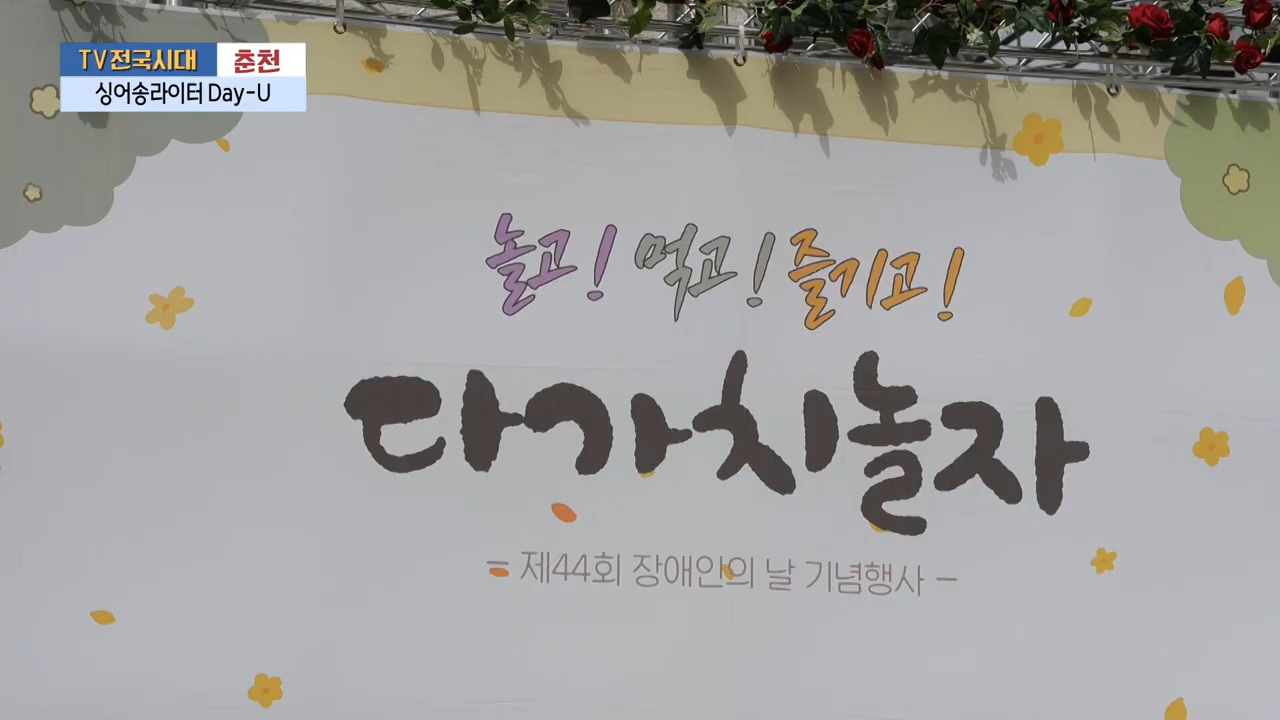 TV전국시대 춘천
싱어송라이터 Day-U
놀고! 먹고! 즐기고!
다가치놀자
- 제44회 장애인의 날 기념행사 -